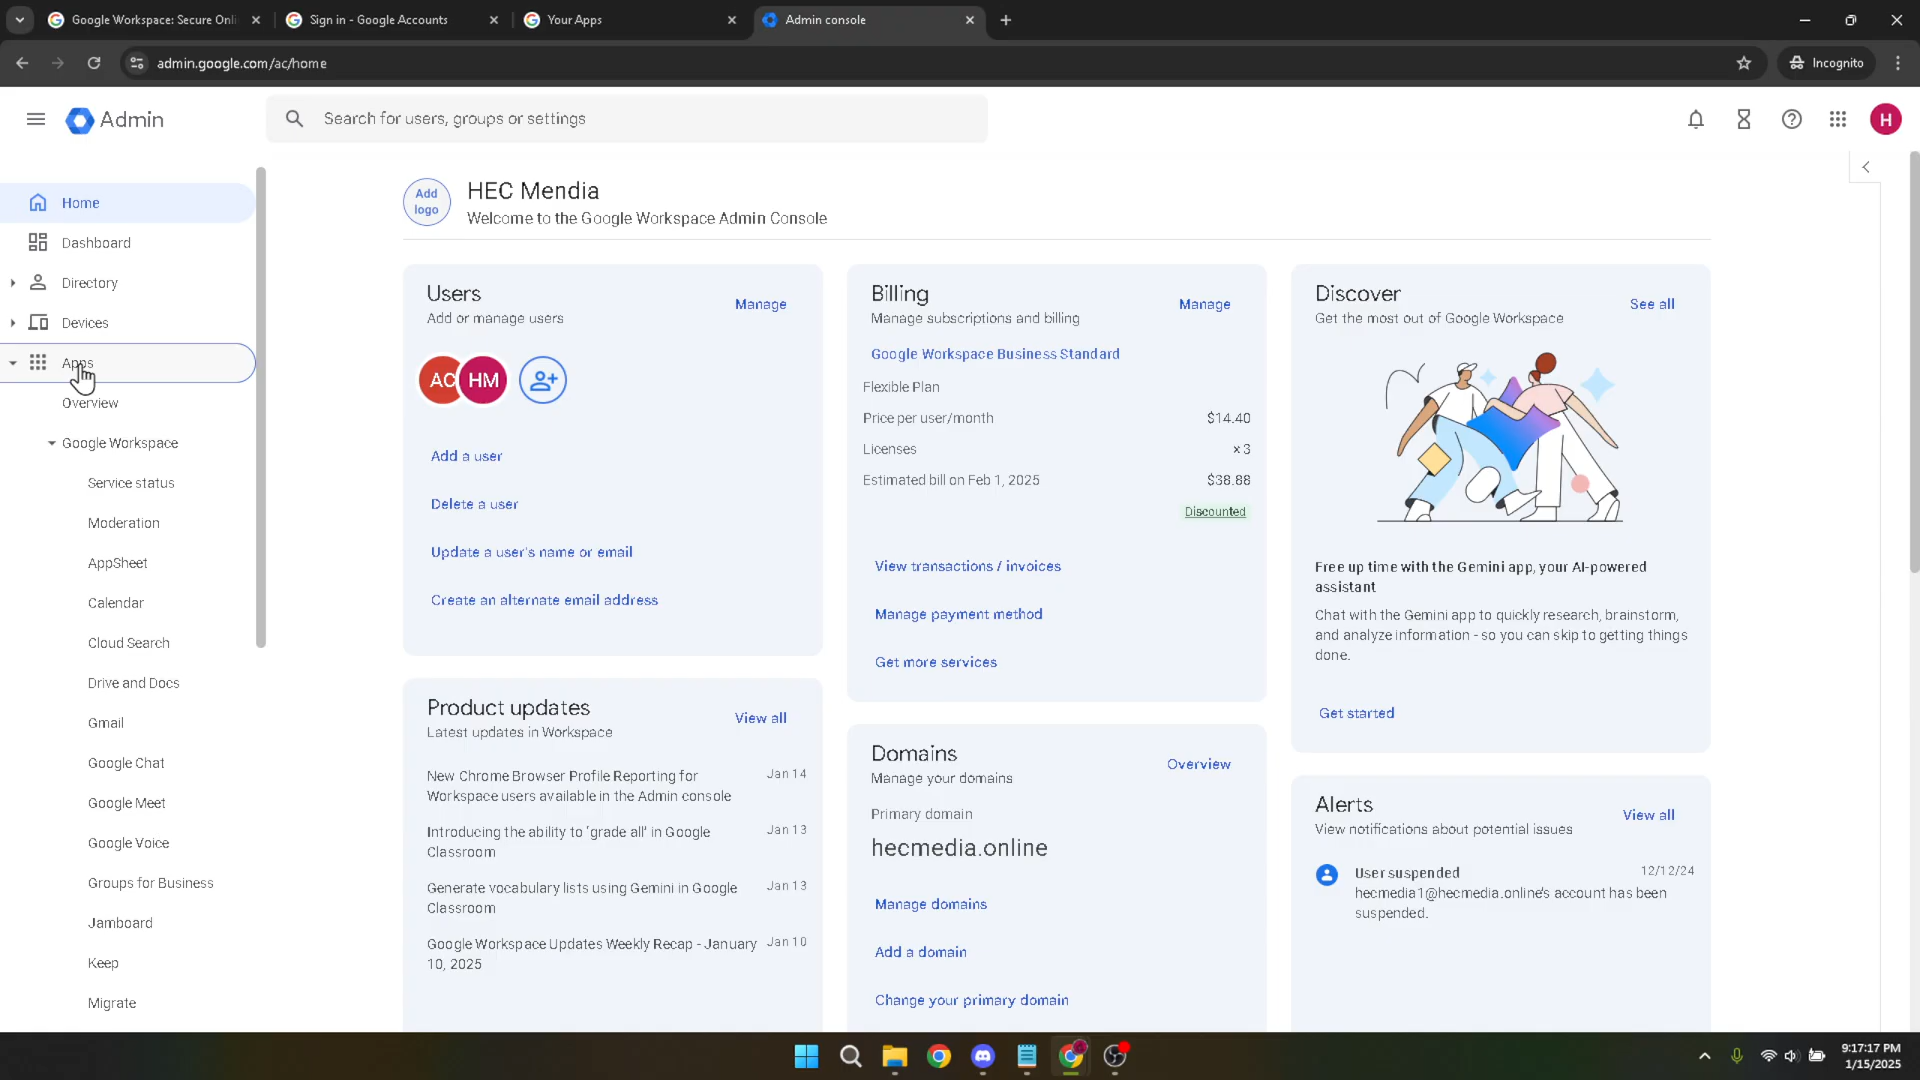 Google Workspace: Secure Onli
Sign in - Google Accounts
Your Apps
Admin console
admin.google.com/ac/home
Incognito
Admin
Search for users, groups or settings
H
Home
Dashboard
Directory
Devices
Apps
Overview
Google Workspace
Service status
Moderation
AppSheet
Calendar
Cloud Search
Drive and Docs
Gmail
Google Chat
Google Meet
Google Voice
Groups for Business
Jamboard
Keep
Migrate
Add logo
HEC Mendia
Welcome to the Google Workspace Admin Console
Users
Manage
Add or manage users
AC
HM
Add a user
Delete a user
Update a user's name or email
Create an alternate email address
Product updates
View all
Latest updates in Workspace
New Chrome Browser Profile Reporting for
Jan 14
Workspace users available in the Admin console
Introducing the ability to 'grade all' in Google
Jan 13
Classroom
Generate vocabulary lists using Gemini in Google
Jan 13
Classroom
Google Workspace Updates Weekly Recap - January
Jan 10
10, 2025
Billing
Manage
Manage subscriptions and billing
Google Workspace Business Standard
Flexible Plan
Price per user/month
$14.40
Licenses
×3
Estimated bill on Feb 1, 2025
$38.88
Discounted
View transactions / invoices
Manage payment method
Get more services
Domains
Overview
Manage your domains
Primary domain
hecmedia.online
Manage domains
Add a domain
Change your primary domain
Discover
See all
Get the most out of Google Workspace
Free up time with the Gemini app, your AI-powered
assistant
Chat with the Gemini app to quickly research, brainstorm,
and analyze information - so you can skip to getting things
done.
Get started
Alerts
View all
View notifications about potential issues
User suspended
12/12/24
hecmedia1@hecmedia.online's account has been
suspended.
9:17:17 PM
1/15/2025